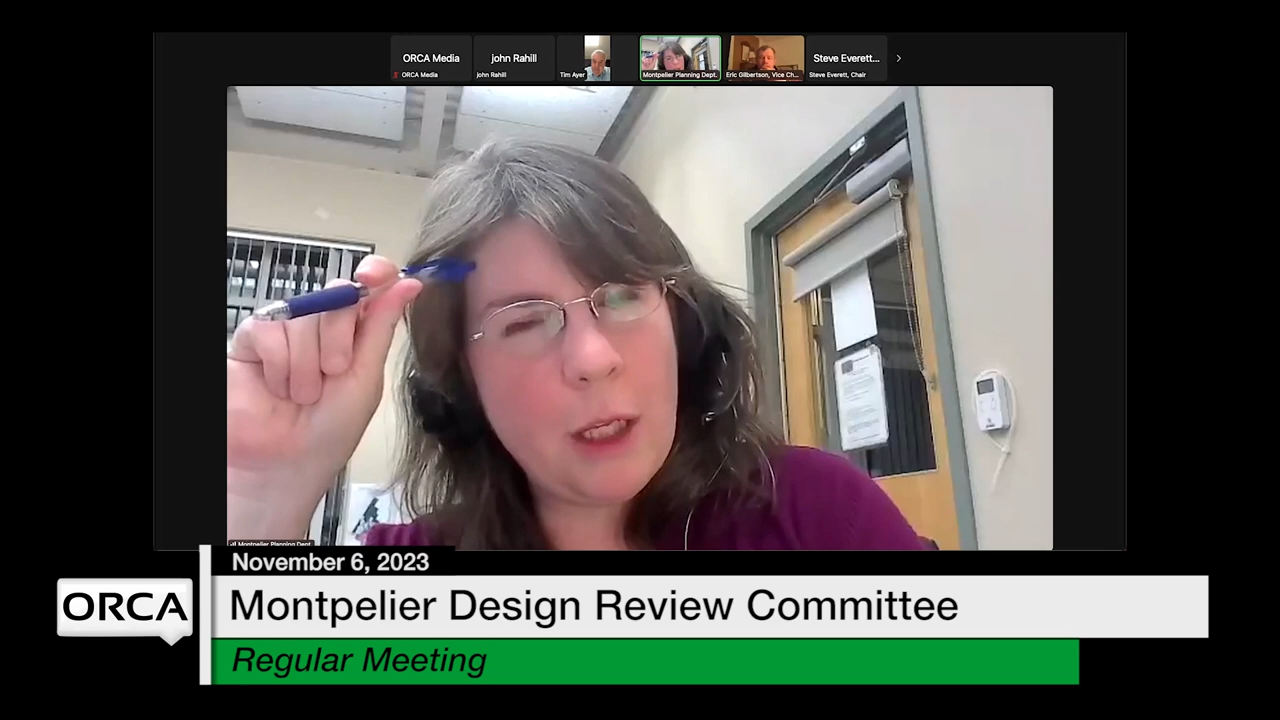 ORCA Media
john Rahill
Steve Everett...
ORCA Media
john Rahill
Tim Ayer
Montpelier Planning Dept.
Eric Gilbertson, Vice Ch...
Steve Everett, Chair
Montpelier Planning Dept.
November 6, 2023
ORCA
Montpelier Design Review Committee
Regular Meeting